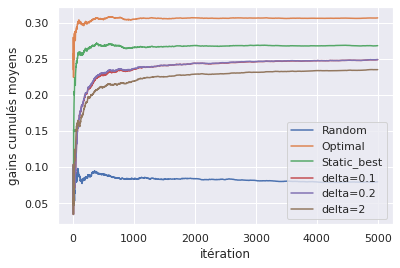 0.30
0.25
0.20
0.15
0.10
0.05
gains cumulés moyens
Random
Optimal
Static_best
delta=0.1
delta=0.2
delta=2
0 1000 2000 3000 4000 5000
itération